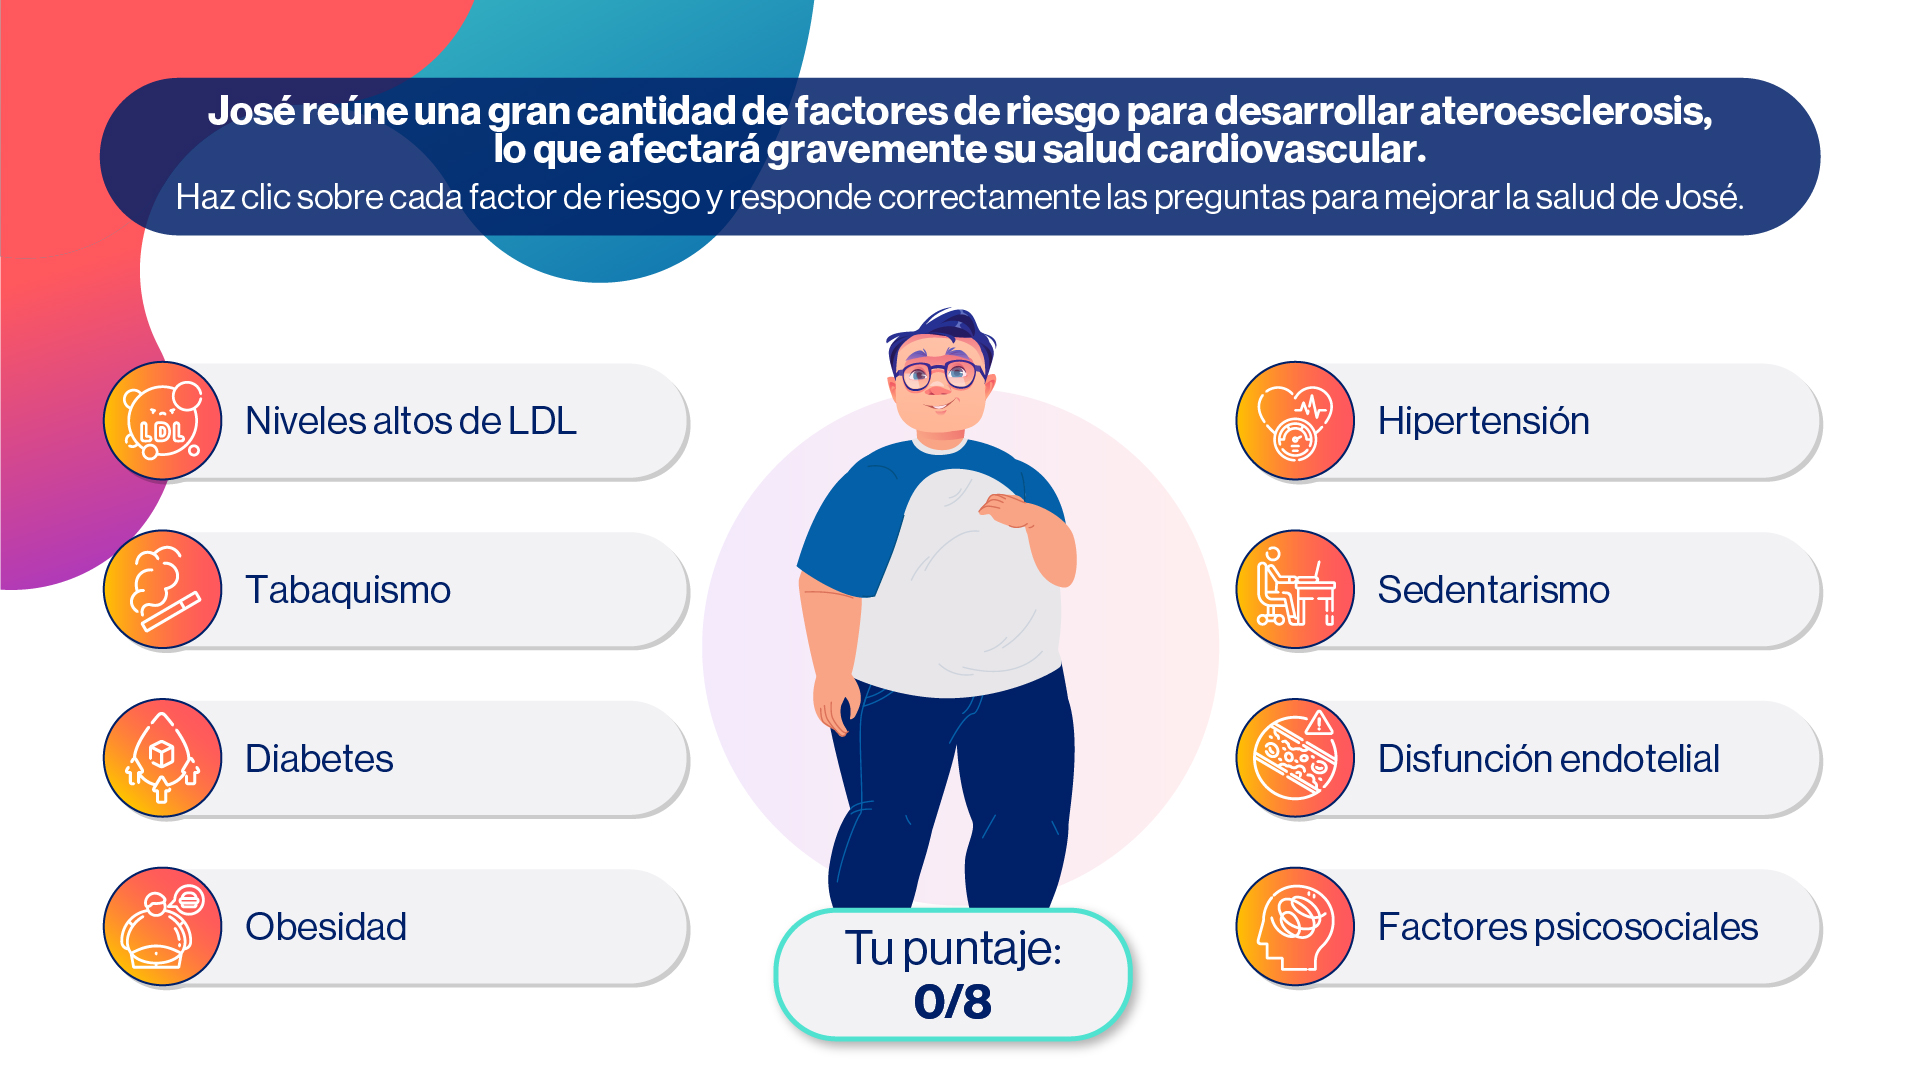 José reúne una gran cantidad de factores de riesgo para desarrollar ateroesclerosis,
lo que afectará gravemente su salud cardiovascular.
Haz clic sobre cada factor de riesgo y responde correctamente las preguntas para mejorar la salud de José.
LDL
Niveles altos de LDL
Tabaquismo
Diabetes
Obesidad
Hipertensión
Sedentarismo
Disfunción endotelial
Factores psicosociales
Tu puntaje:
0/8